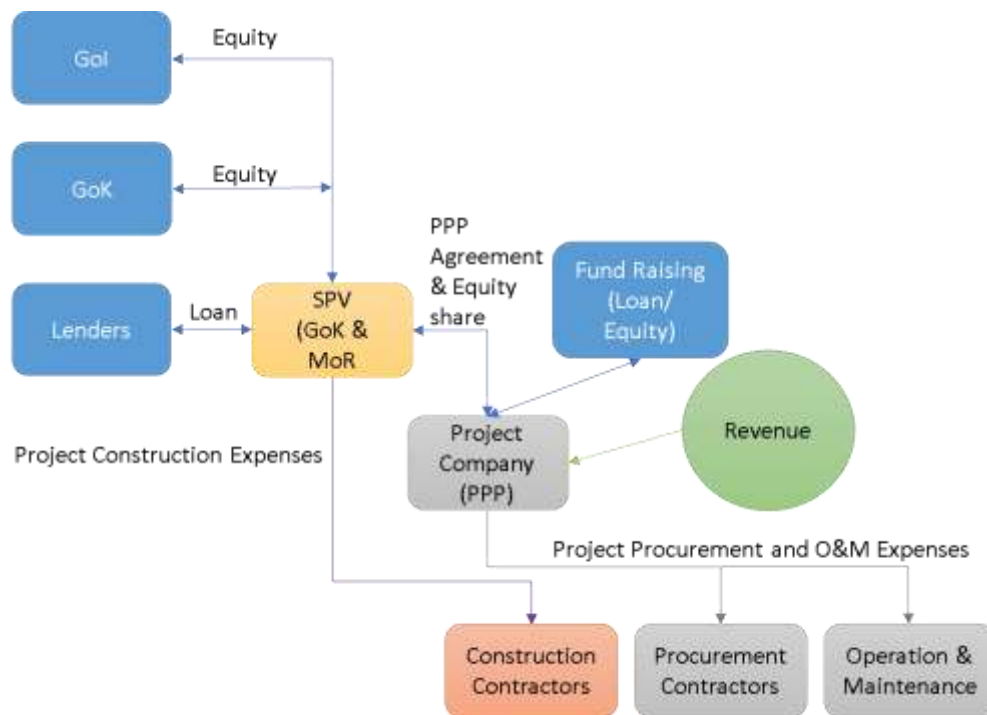 Equity
GoI
Equity
GoK
PPP
Agreement
& Equity
share
Fund Raising
(Loan/
Equity)
Lenders
Loan
SPV
(GoK &
MoR
Revenue
Project
Company
(PPP)
Project Construction Expenses
Project Procurement and O&M Expenses
Construction
Contractors
Procurement
Contractors
Operation &
Maintenance